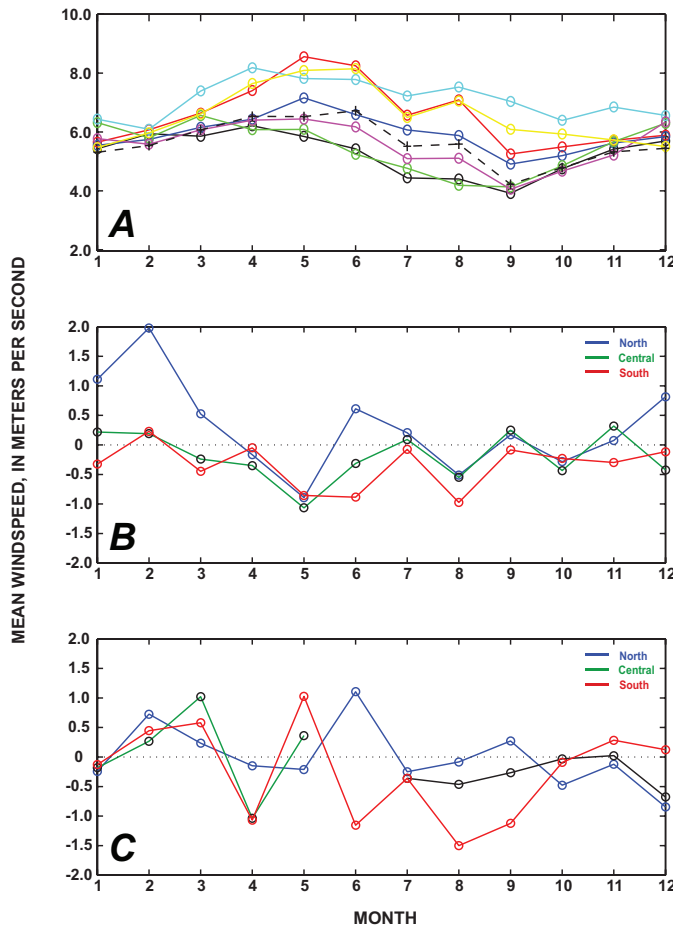 MEAN WINDSPEED, IN METERS PER SECOND
10.0
8.0
6.0
4.0
2.0
A
1 2 3 4 5 6 7 8 9 10 11 12
2.0
1.5
1.0
0.5
0
-0.5
-1.0
-1.5
-2.0
North
Central
South
B
1 2 3 4 5 6 7 8 9 10 11 12
2.0
1.5
1.0
0.5
0
-0.5
-1.0
-1.5
-2.0
North
Central
South
C
1 2 3 4 5 6 7 8 9 10 11 12
MONTH